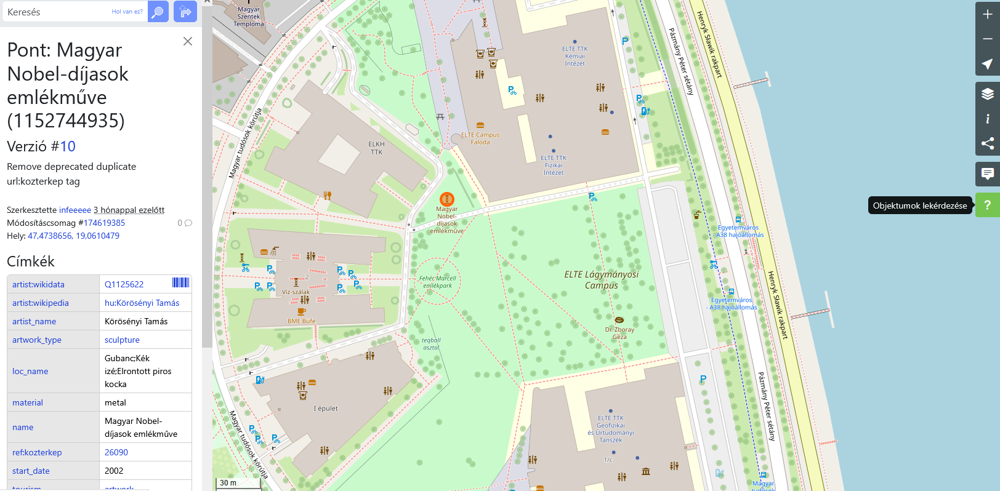 Keresés
Hol van ez?
Pont: Magyar
Nobel-díjasok
emlékműve
(1152744935)
Verzió #10
Remove deprecated duplicate
url:kozterkep tag
Szerkesztette infeeeee 3 hónappal ezelőtt
Módosításcsomag #174619385
0
Hely: 47,4738656, 19,0610479
Címkék
artist:wikidata Q1125622
artist:wikipedia hu:Körösényi Tamás
artist_name Körösényi Tamás
artwork_type sculpture
loc_name Gubanc;Kék
izé;Elrontott piros
kocka
material metal
name Magyar Nobel-
díjasok emlékműve
ref:kozterkep 26090
start_date 2002
tourism artwork
Magyar
Szentek
Temploma
Magyar tudósok körútja
ELKH
TTK
ELTE TTK
Kémiai
Intézet
P
Pázmány Péter sétány
Henryk Sławik rakpart
P
P
ELTE Campus
Faloda
ELTE TTK
Fizikai
Intézet
P
Magyar
Nobel-
díjasok
emlékműve
Objektumok lekérdezése
?
Egyetemváros
- A38 hajóállomás
P
P
P
P
P
P
P
2
Víz-szálak
BME Büfé
Fehér Marcell
emlékpark
ELTE Lágymányosi
Campus
Egyetemváros
- A38 hajóállomás
Henryk Sławik rakpart
Dr. Zboray
Géza
teqball
asztal
I épület
P
Pázmány Péter sétány
Magyar tudósok körútja
P
P
P
ELTE TTK
Geofizikai
és Űrtudományi
Tanszék
1/c
30 m
Magyar
tudósok